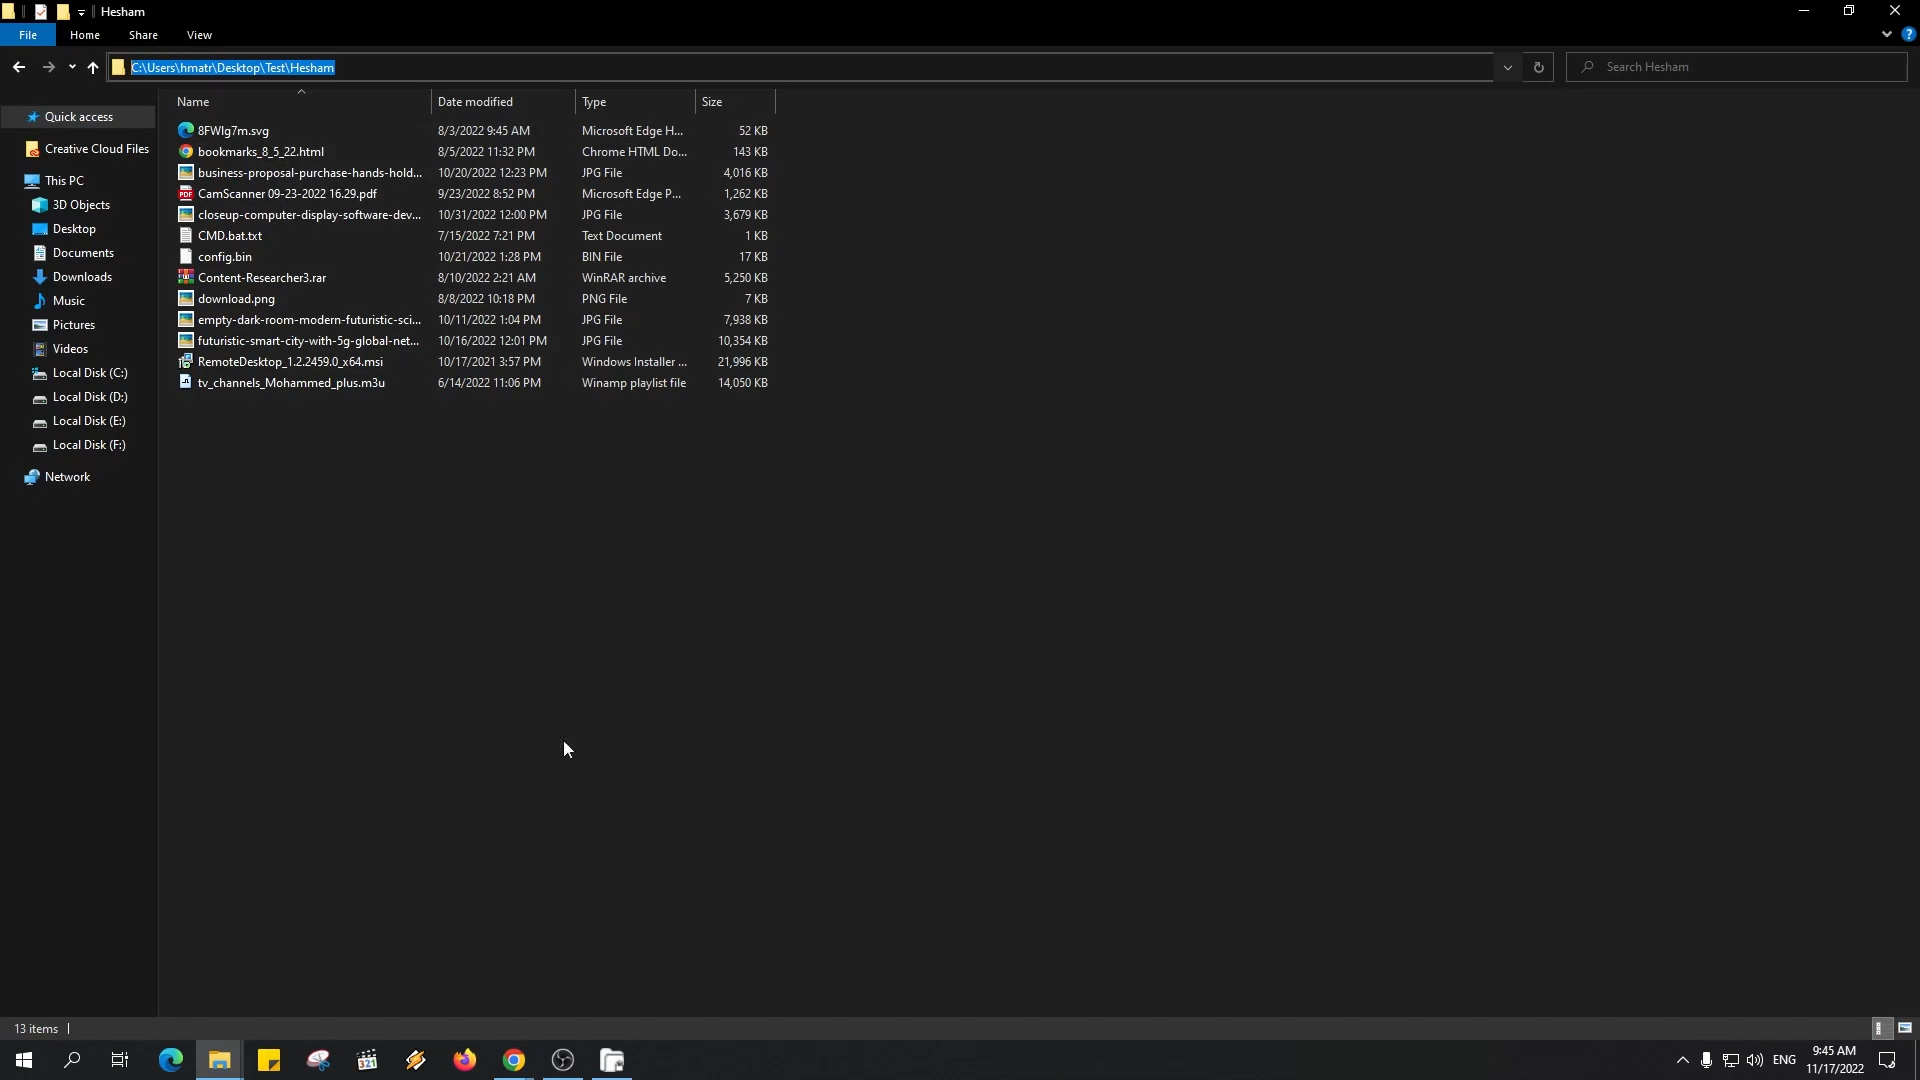 Hesham
File Home Share View
C:\Users\hmatr\Desktop\Test\Hesham
Search Hesham
Quick access
Creative Cloud Files
This PC
3D Objects
Desktop
Documents
Downloads
Music
Pictures
Videos
Local Disk (C:)
Local Disk (D:)
Local Disk (E:)
Local Disk (F:)
Network
Name Date modified Type Size
8FWIg7m.svg 8/3/2022 9:45 AM Microsoft Edge H... 52 KB
bookmarks_8_5_22.html 8/5/2022 11:32 PM Chrome HTML Do... 143 KB
business-proposal-purchase-hands-hold... 10/20/2022 12:23 PM JPG File 4,016 KB
PDF CamScanner 09-23-2022 16.29.pdf 9/23/2022 8:52 PM Microsoft Edge P... 1,262 KB
closeup-computer-display-software-dev... 10/31/2022 12:00 PM JPG File 3,679 KB
CMD.bat.txt 7/15/2022 7:21 PM Text Document 1 KB
config.bin 10/21/2022 1:28 PM BIN File 17 KB
Content-Researcher3.rar 8/10/2022 2:21 AM WinRAR archive 5,250 KB
download.png 8/8/2022 10:18 PM PNG File 7 KB
empty-dark-room-modern-futuristic-sci... 10/11/2022 1:04 PM JPG File 7,938 KB
futuristic-smart-city-with-5g-global-net... 10/16/2022 12:01 PM JPG File 10,354 KB
RemoteDesktop_1.2.2459.0_x64.msi 10/17/2021 3:57 PM Windows Installer ... 21,996 KB
tv_channels_Mohammed_plus.m3u 6/14/2022 11:06 PM Winamp playlist file 14,050 KB
13 items
321
ENG
9:45 AM
11/17/2022